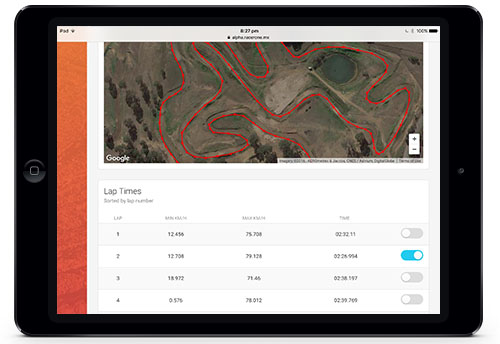 iPad 8:27 pm 100%
alpha.racerone.mx
+
−
Google Imagery ©2016, Terms of use
Lap Times
Sorted by lap number
LAP MIN KM/H MAX KM/H TIME
1 12.456 75.708 02:32.11
2 12.708 79.128 02:26.954
3 18.972 71.46 02:38.197
4 0.576 78.012 02:39.769